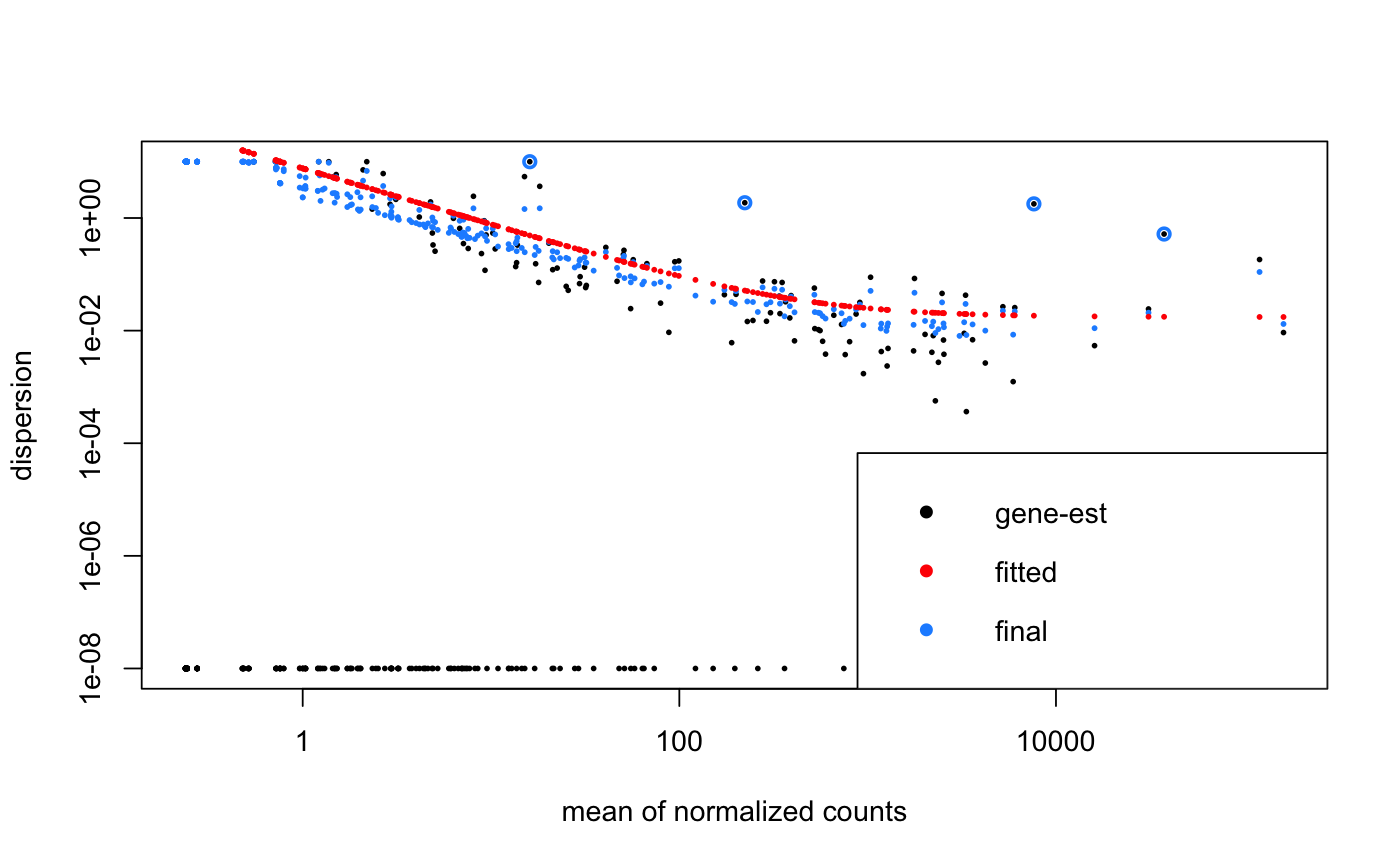 dispersion
1e+00
1e-02
1e-04
1e-06
1e-08
gene-est
fitted
final
1 100 10000
mean of normalized counts